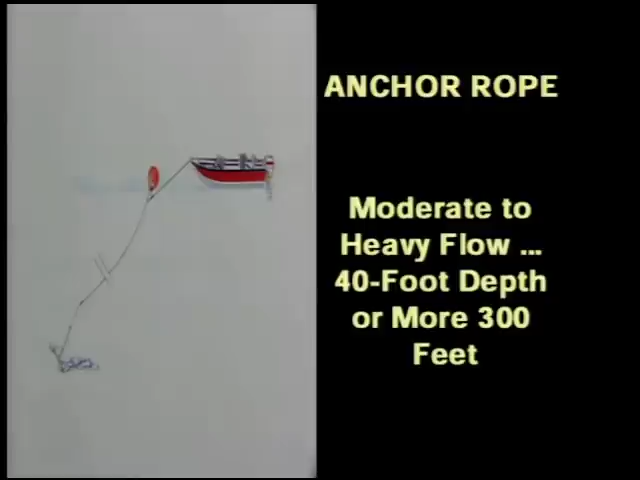 ANCHOR ROPE
Moderate to
Heavy Flow ...
40-Foot Depth
or More 300
Feet